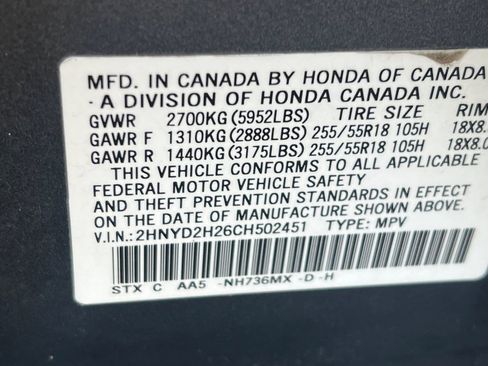 MFD. IN CANADA BY HONDA OF CANADA
- A DIVISION OF HONDA CANADA INC.
GVWR 2700KG (5952LBS) TIRE SIZE RIM
GAWR F 1310KG (2888LBS) 255/55R18 105H 18X8.0
GAWR R 1440KG (3175LBS) 255/55R18 105H 18X8.0
THIS VEHICLE CONFORMS TO ALL APPLICABLE
FEDERAL MOTOR VEHICLE SAFETY
AND THEFT PREVENTION STANDARDS IN EFFECT
ON THE DATE OF MANUFACTURE SHOWN ABOVE.
V.I.N.:2HNYD2H26CH502451 TYPE: MPV
STX C AA5 -NH736MX -D -H